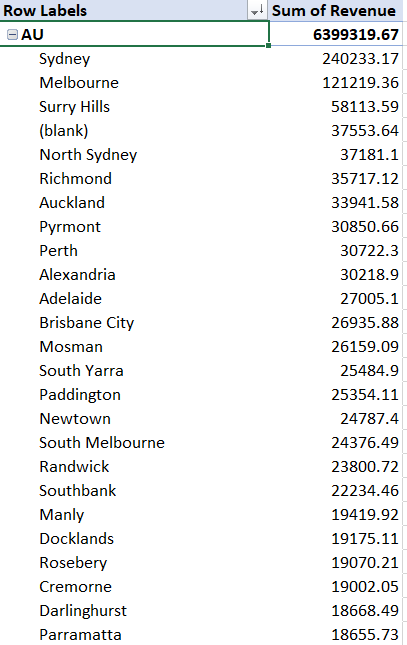 Row Labels Sum of Revenue
AU 6399319.67
Sydney 240233.17
Melbourne 121219.36
Surry Hills 58113.59
(blank) 37553.64
North Sydney 37181.1
Richmond 35717.12
Auckland 33941.58
Pyrmont 30850.66
Perth 30722.3
Alexandria 30218.9
Adelaide 27005.1
Brisbane City 26935.88
Mosman 26159.09
South Yarra 25484.9
Paddington 25354.11
Newtown 24787.4
South Melbourne 24376.49
Randwick 23800.72
Southbank 22234.46
Manly 19419.92
Docklands 19175.11
Rosebery 19070.21
Cremorne 19002.05
Darlinghurst 18668.49
Parramatta 18655.73